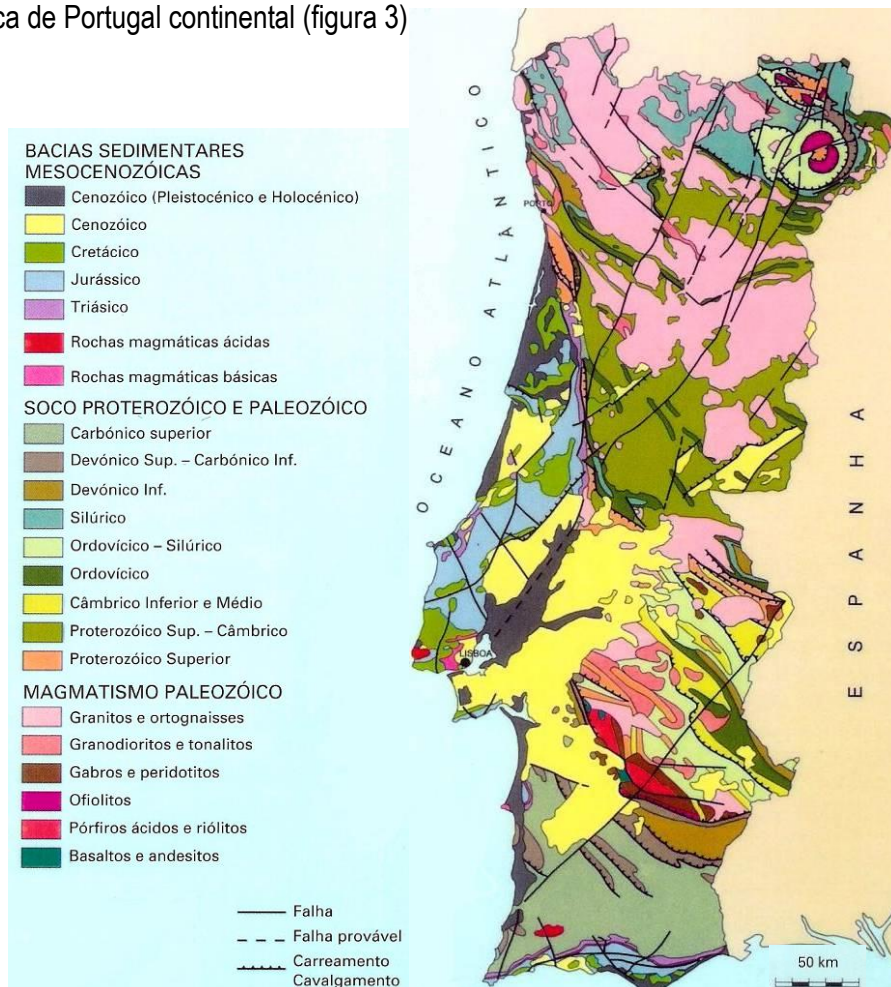 ca de Portugal continental (figura 3)
BACIAS SEDIMENTARES
MESOCENOZÓICAS
Cenozóico (Pleistocénico e Holocénico)
Cenozóico
Cretácico
Jurássico
Triásico
Rochas magmáticas ácidas
Rochas magmáticas básicas
SOCO PROTEROZÓICO E PALEOZÓICO
Carbónico superior
Devónico Sup. – Carbónico Inf.
Devónico Inf.
Silúrico
Ordovícico – Silúrico
Ordovícico
Câmbrico Inferior e Médio
Proterozóico Sup. – Câmbrico
Proterozóico Superior
MAGMATISMO PALEOZÓICO
Granitos e ortognaisses
Granodioritos e tonalitos
Gabros e peridotitos
Ofiolitos
Pórfiros ácidos e riólitos
Basaltos e andesitos
Falha
Falha provável
Carreamento
Cavalgamento
OCEANO ATLÂNTICO
PORTO
LISBOA
ESPANHA
50 km